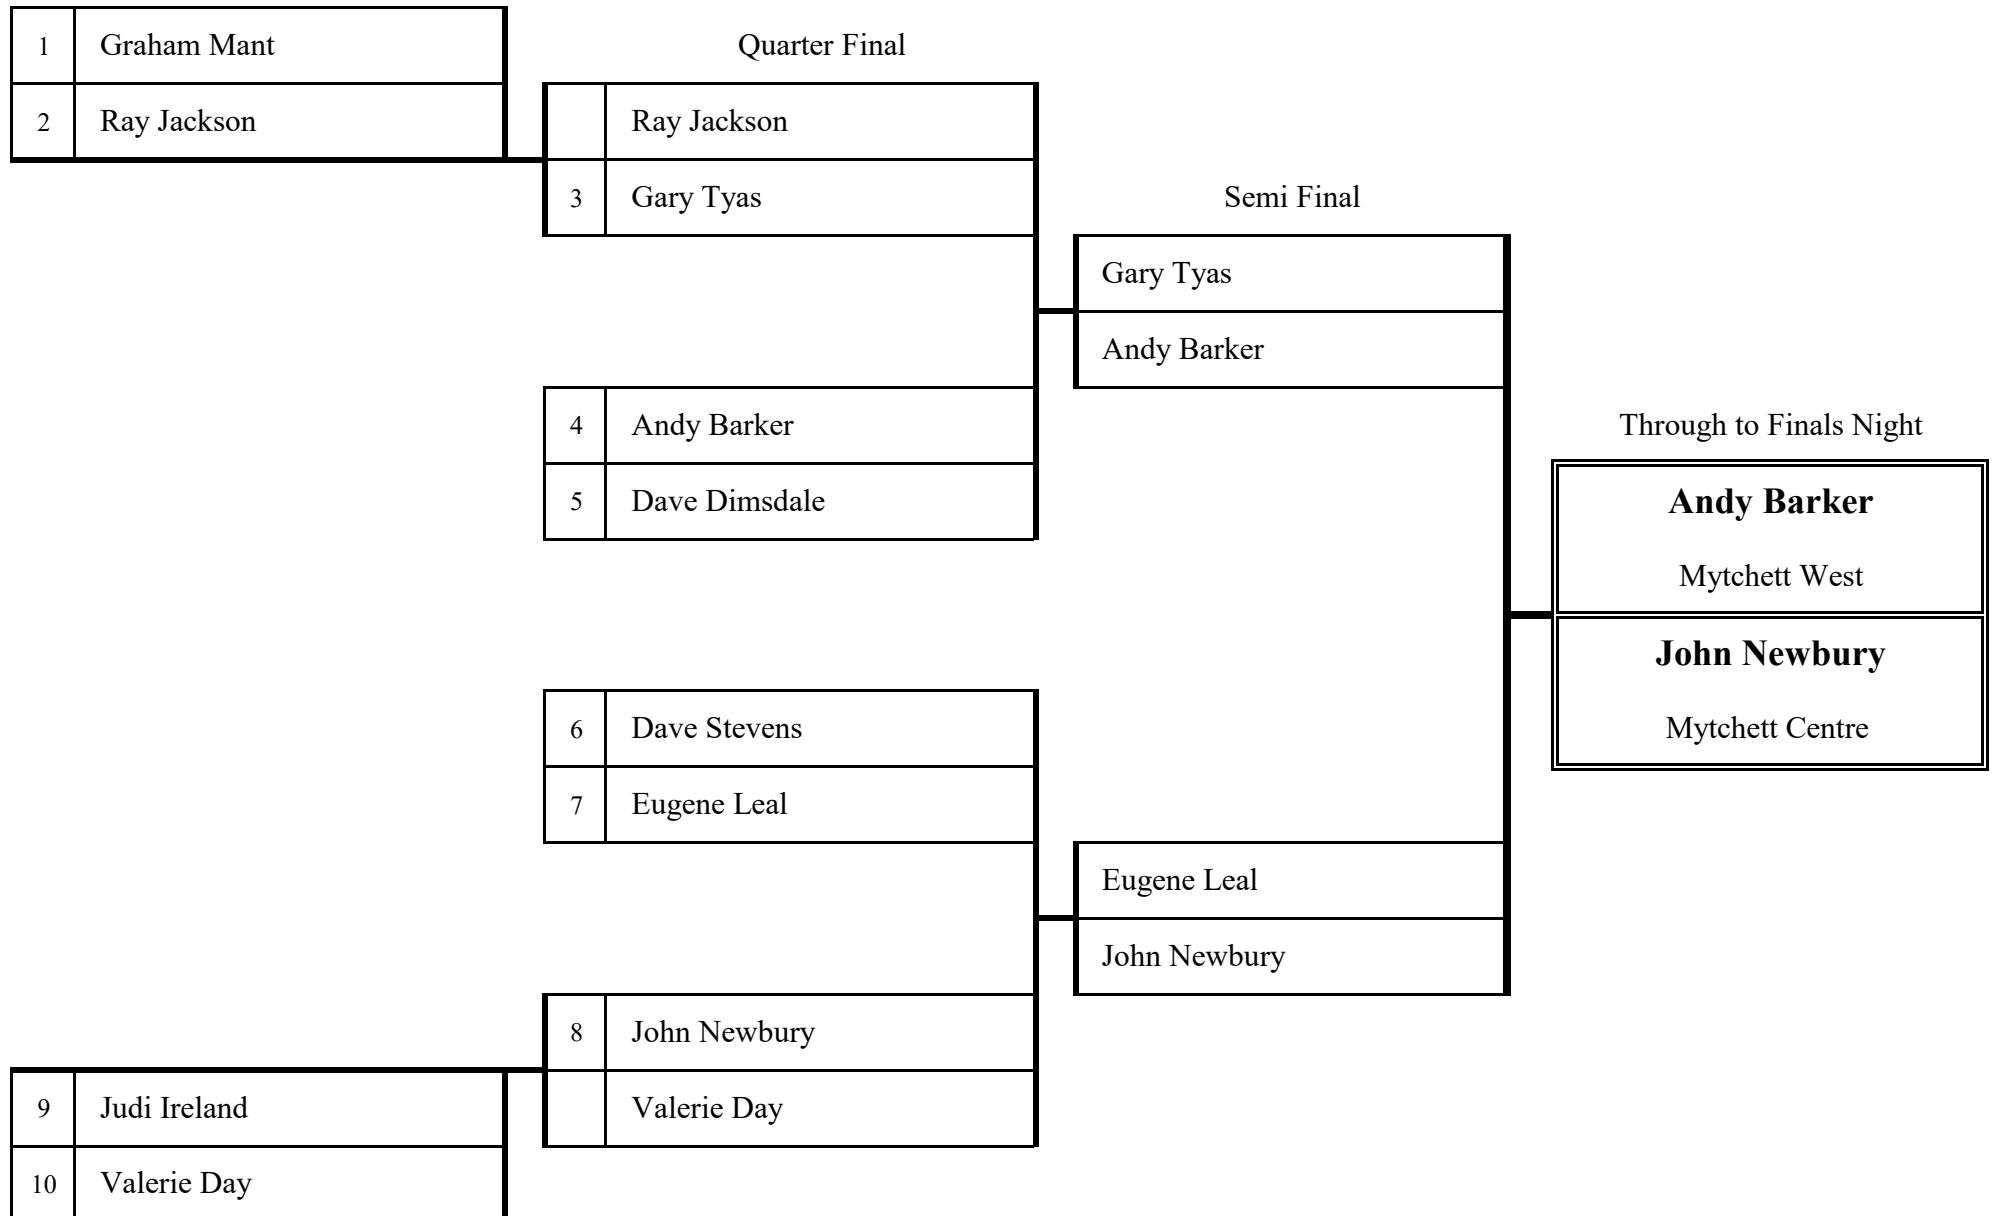 1 Graham Mant
2 Ray Jackson
Quarter Final
Ray Jackson
3 Gary Tyas
4 Andy Barker
5 Dave Dimsdale
6 Dave Stevens
7 Eugene Leal
8 John Newbury
Valerie Day
9 Judi Ireland
10 Valerie Day
Semi Final
Gary Tyas
Andy Barker
Eugene Leal
John Newbury
Through to Finals Night
Andy Barker
Mytchett West
John Newbury
Mytchett Centre